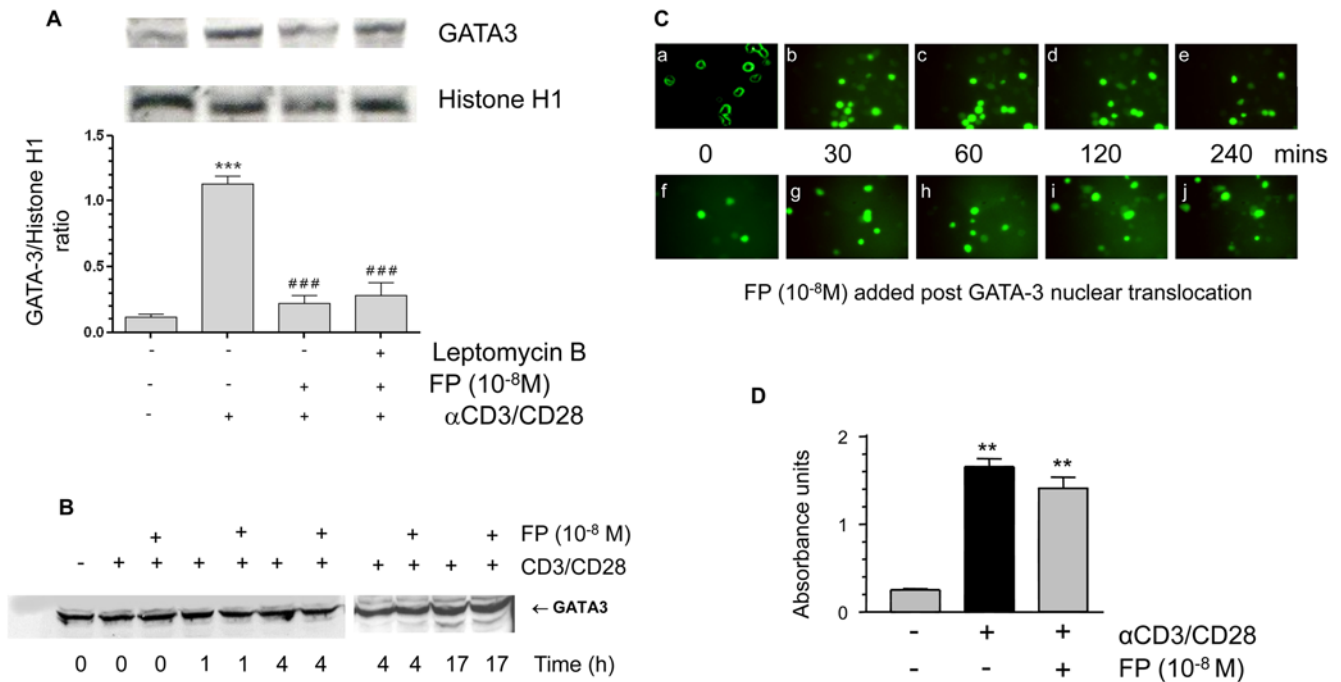 A
GATA3
Histone H1
1.5
1.0
0.5
0.0
GATA-3/Histone H1
ratio
***
###
###
- - - + Leptomycin B
- - + + FP (10⁻⁸M)
- + + + αCD3/CD28
B
+ + + + + FP (10⁻⁸ M)
- + + + + + + + + + + CD3/CD28
← GATA3
0 0 0 1 1 4 4 4 4 17 17 Time (h)
C
a b c d e
0 30 60 120 240 mins
f g h i j
FP (10⁻⁸M) added post GATA-3 nuclear translocation
D
2
1
0
Absorbance units
**
**
- + + αCD3/CD28
- - + FP (10⁻⁸ M)